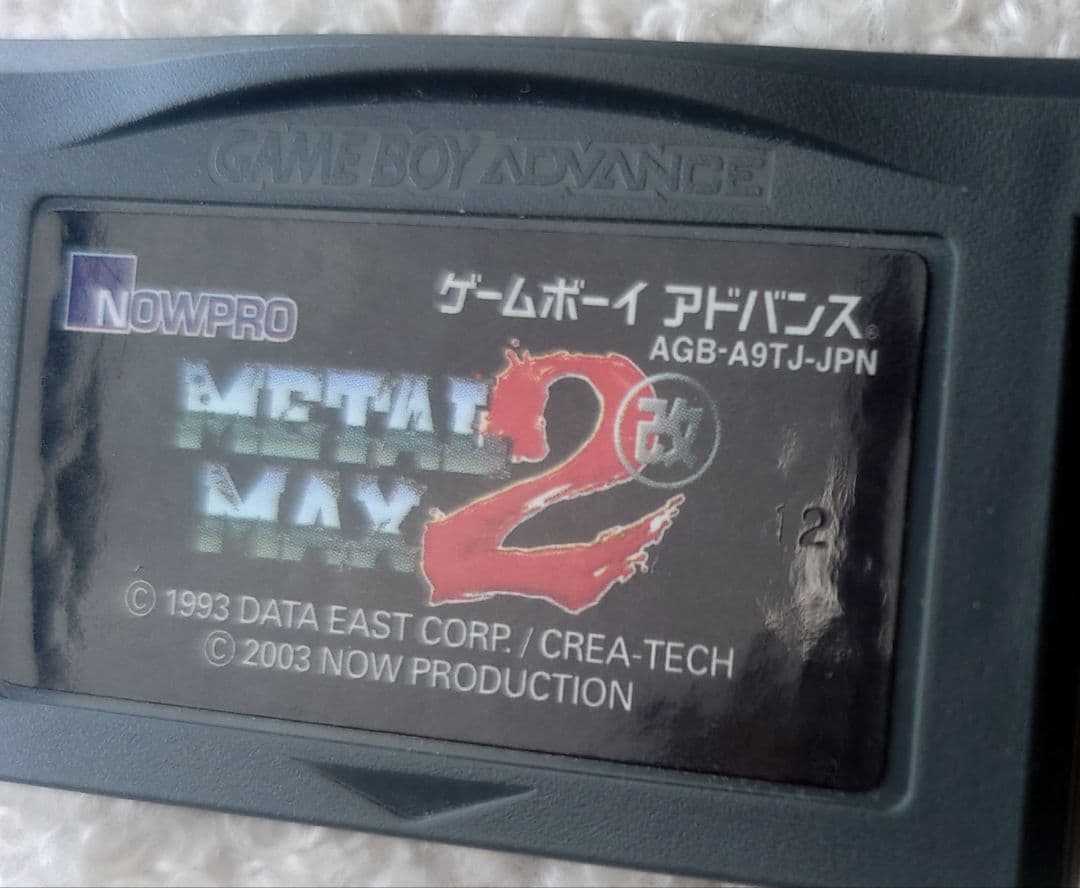 GAME BOY ADVANCE
NOWPRO
ゲームボーイ アドバンス®
AGB-A9TJ-JPN
METAL
MAX
2
改
12
© 1993 DATA EAST CORP. / CREA-TECH
© 2003 NOW PRODUCTION